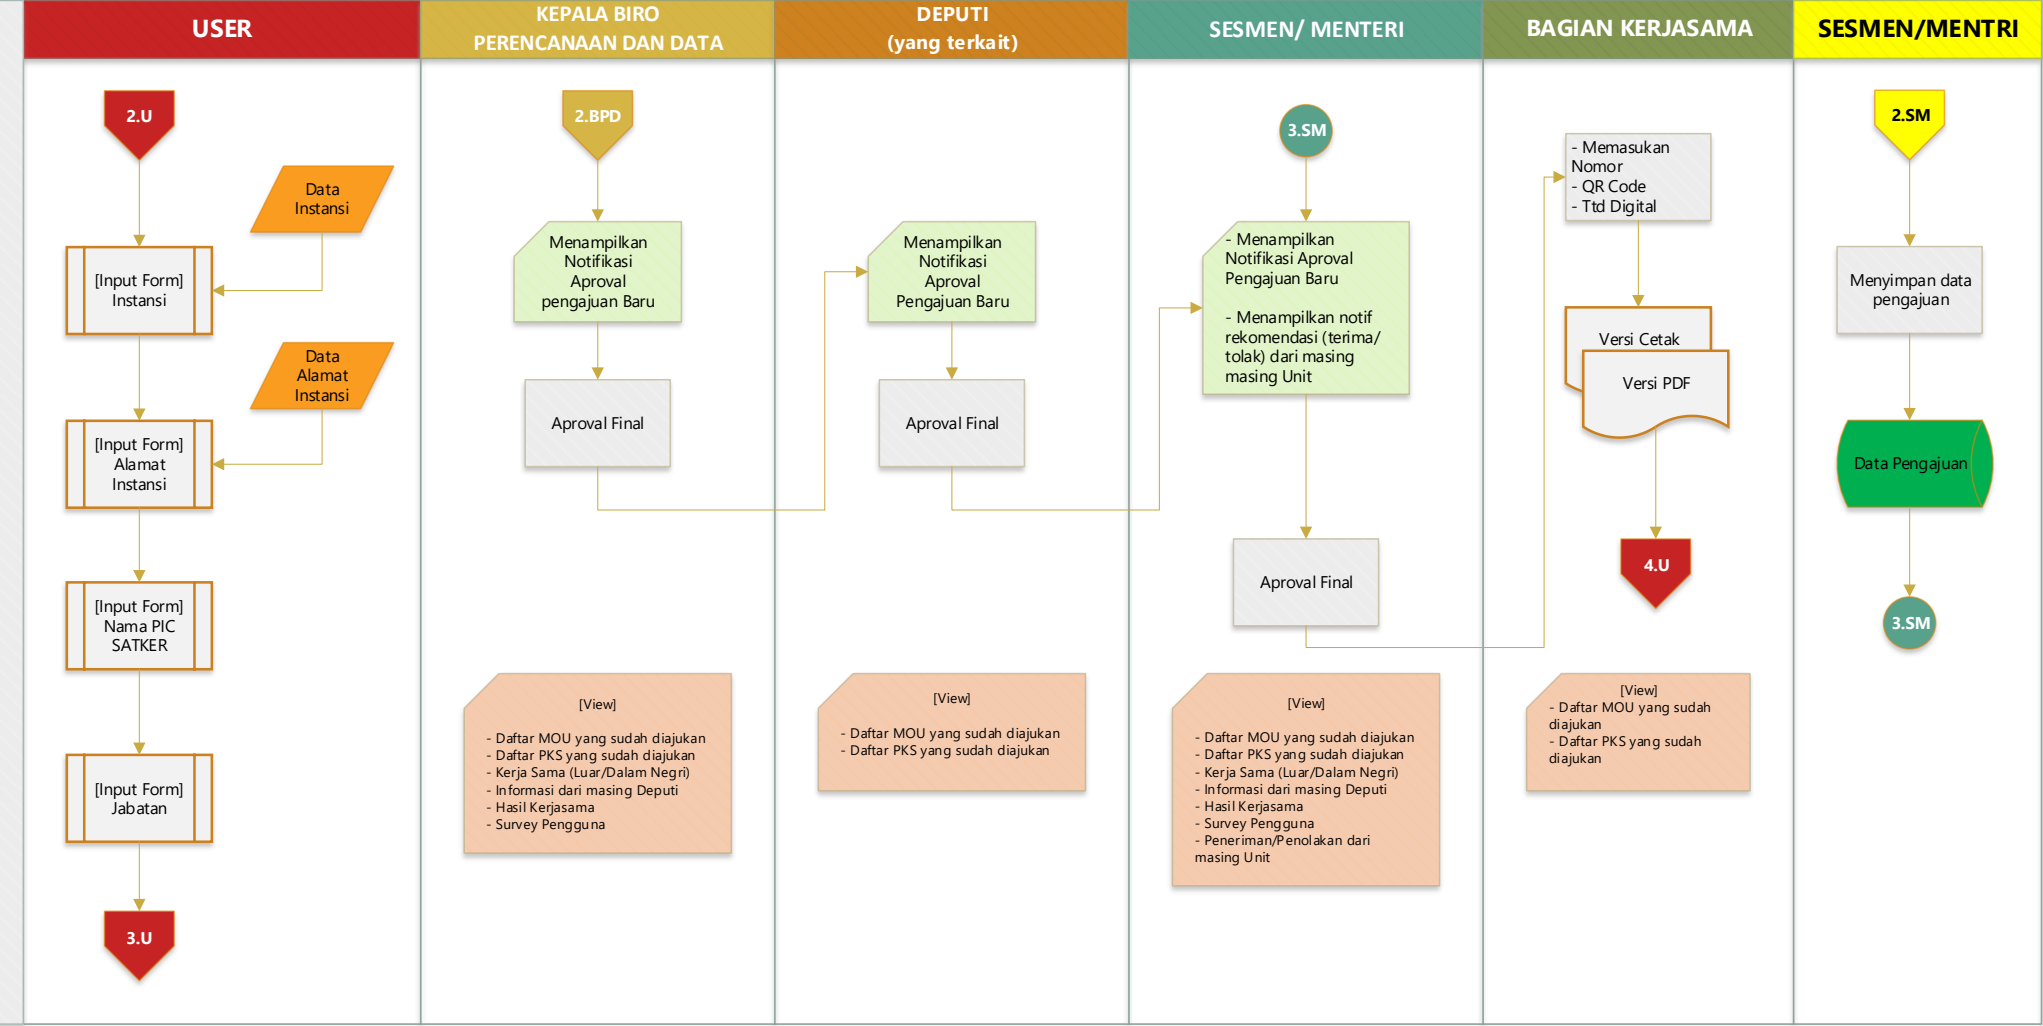 USER
KEPALA BIRO
PERENCANAAN DAN DATA
DEPUTI
(yang terkait)
SESMEN/ MENTERI
BAGIAN KERJASAMA
SESMEN/MENTRI
2.U
Data
Instansi
[Input Form]
Instansi
Data
Alamat
Instansi
[Input Form]
Alamat
Instansi
[Input Form]
Nama PIC
SATKER
[Input Form]
Jabatan
3.U
2.BPD
Menampilkan
Notifikasi
Aproval
pengajuan Baru
Aproval Final
[View]
- Daftar MOU yang sudah diajukan
- Daftar PKS yang sudah diajukan
- Kerja Sama (Luar/Dalam Negri)
- Informasi dari masing Deputi
- Hasil Kerjasama
- Survey Pengguna
Menampilkan
Notifikasi
Aproval
Pengajuan Baru
Aproval Final
[View]
- Daftar MOU yang sudah diajukan
- Daftar PKS yang sudah diajukan
3.SM
- Menampilkan
Notifikasi Aproval
Pengajuan Baru
- Menampilkan notif
rekomendasi (terima/
tolak) dari masing
masing Unit
Aproval Final
[View]
- Daftar MOU yang sudah diajukan
- Daftar PKS yang sudah diajukan
- Kerja Sama (Luar/Dalam Negri)
- Informasi dari masing Deputi
- Hasil Kerjasama
- Survey Pengguna
- Peneriman/Penolakan dari
masing Unit
- Memasukan
Nomor
- QR Code
- Ttd Digital
Versi Cetak
Versi PDF
4.U
[View]
- Daftar MOU yang sudah
diajukan
- Daftar PKS yang sudah
diajukan
2.SM
Menyimpan data
pengajuan
Data Pengajuan
3.SM